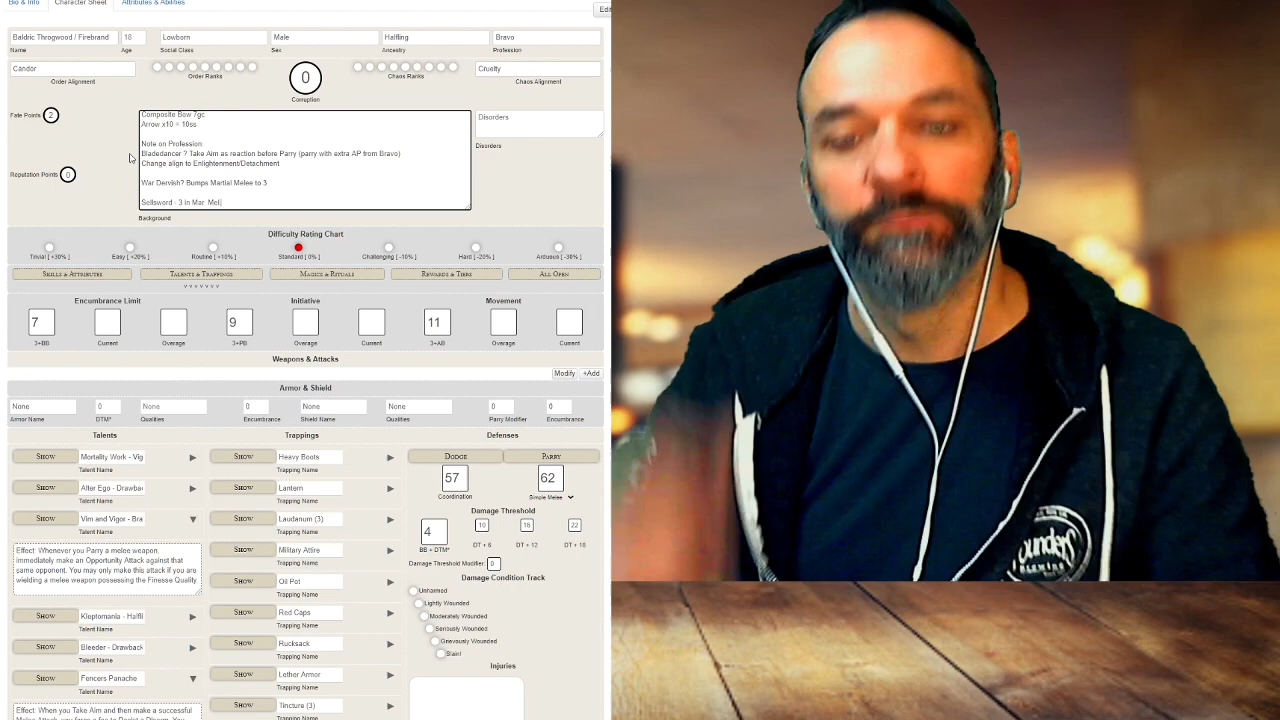 Bio & Info Character Sheet Attributes & Abilities
Edit
Baldric Throgwood / Firebrand 18 Lowborn Male Halfling Bravo
Name Age Social Class Sex Ancestry Profession
Candor Cruelty
Order Alignment Order Ranks 0 Chaos Ranks Chaos Alignment
Corruption
Fate Points 2
Composite Bow 7gc
Arrow x10 = 10ss
Note on Profession:
Bladedancer ? Take Aim as reaction before Parry (parry with extra AP from Bravo)
Change align to Enlightenment/Detachment
War Dervish? Bumps Martial Melee to 3
Sellsword - 3 in Mar Mel
Background
Disorders
Disorders
Reputation Points 0
Difficulty Rating Chart
Trivial [ +30% ] Easy [ +20% ] Routine [ +10% ] Standard [ 0% ] Challenging [ -10% ] Hard [ -20% ] Arduous [ -30% ]
Skills & Attributes Talents & Trappings Magics & Rituals Rewards & Tiers All Open
v v v v v v v
Encumbrance Limit Initiative Movement
7 9 11
3+BB Current Overage 3+PB Overage Current 3+AB Overage Current
Weapons & Attacks
Modify +Add
Armor & Shield
None 0 None 0 None None 0 0
Armor Name DTM* Qualities Encumbrance Shield Name Qualities Parry Modifier Encumbrance
Talents
Show Mortality Work - Vig
Talent Name
Show Alter Ego - Drawba
Talent Name
Show Vim and Vigor - Bra
Talent Name
Effect: Whenever you Parry a melee weapon,
immediately make an Opportunity Attack against that
same opponent. You may only make this attack if you are
wielding a melee weapon possessing the Finesse Quality
Show Kleptomania - Halfli
Talent Name
Show Bleeder - Drawback
Talent Name
Show Fencers Panache
Talent Name
Effect: When you Take Aim and then make a successful
Trappings
Show Heavy Boots
Trapping Name
Show Lantern
Trapping Name
Show Laudanum (3)
Trapping Name
Show Military Attire
Trapping Name
Show Oil Pot
Trapping Name
Show Red Caps
Trapping Name
Show Rucksack
Trapping Name
Show Lether Armor
Trapping Name
Show Tincture (3)
Trapping Name
Defenses
Dodge Parry
57 62
Coordination Simple Melee
Damage Threshold
4 10 16 22
BB + DTM* DT + 6 DT + 12 DT + 18
Damage Threshold Modifier: 0
Damage Condition Track
Unharmed
Lightly Wounded
Moderately Wounded
Seriously Wounded
Grievously Wounded
Slain!
Injuries
ounders
BREWING